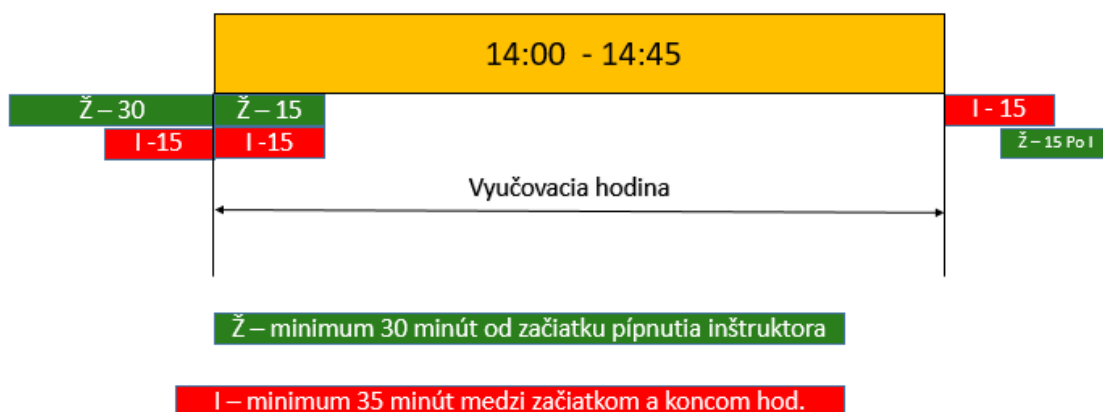 14:00 - 14:45
Ž – 30
Ž – 15
I - 15
I -15
I -15
Ž – 15 Po I
Vyučovacia hodina
Ž – minimum 30 minút od začiatku pípnutia inštruktora
I – minimum 35 minút medzi začiatkom a koncom hod.